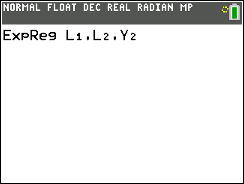 NORMAL FLOAT DEC REAL RADIAN MP
ExpReg L₁,L₂,Y₂